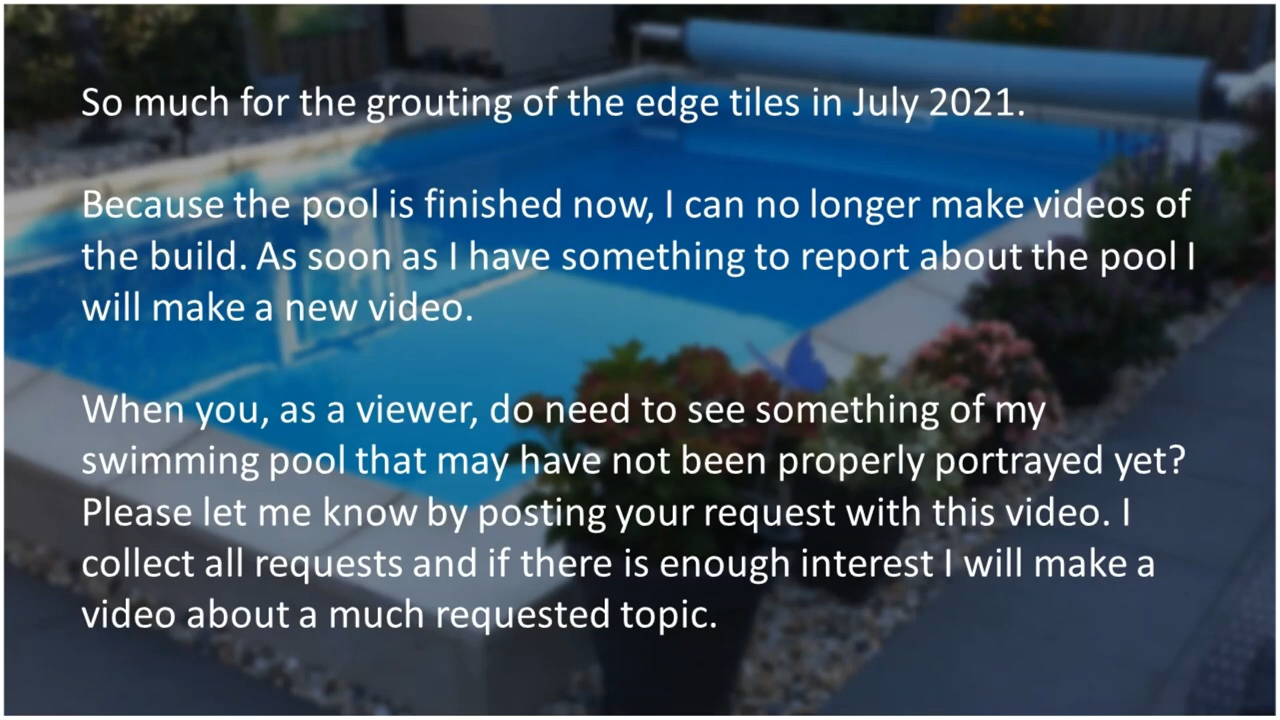 So much for the grouting of the edge tiles in July 2021.
Because the pool is finished now, I can no longer make videos of
the build. As soon as I have something to report about the pool I
will make a new video.
When you, as a viewer, do need to see something of my
swimming pool that may have not been properly portrayed yet?
Please let me know by posting your request with this video. I
collect all requests and if there is enough interest I will make a
video about a much requested topic.